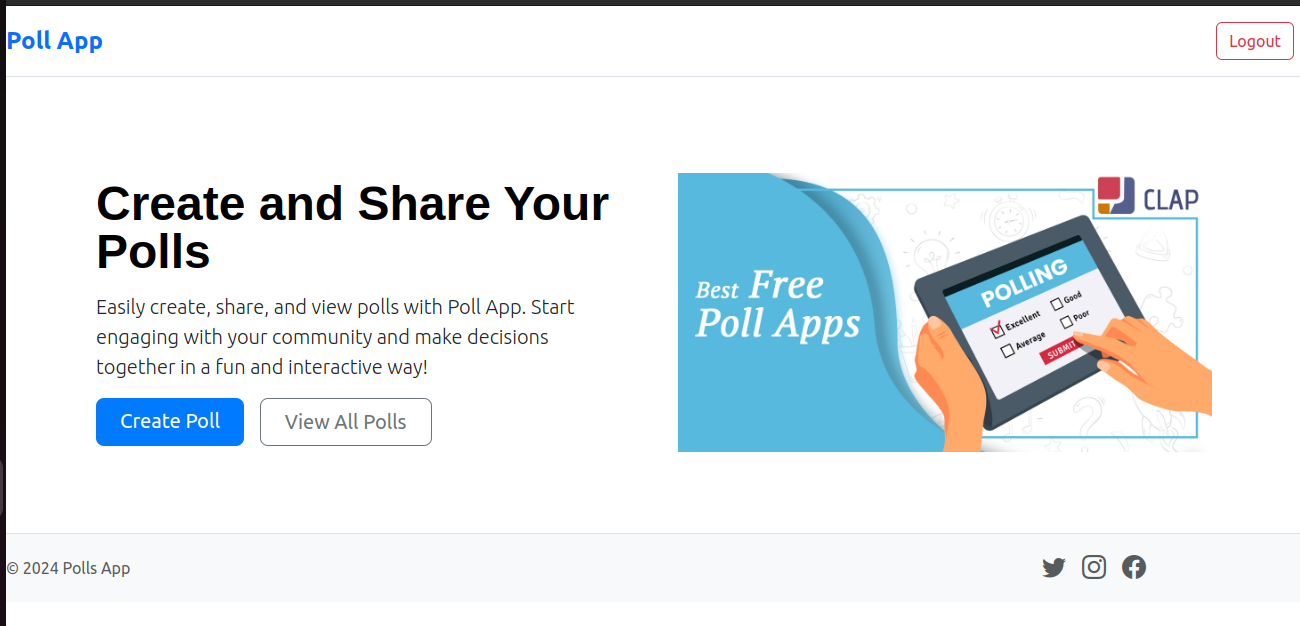 Poll App
Logout
Create and Share Your
Polls
Easily create, share, and view polls with Poll App. Start
engaging with your community and make decisions
together in a fun and interactive way!
Create Poll
View All Polls
CLAP
Best Free
Poll Apps
POLLING
Excellent
Good
Average
Poor
SUBMIT
© 2024 Polls App